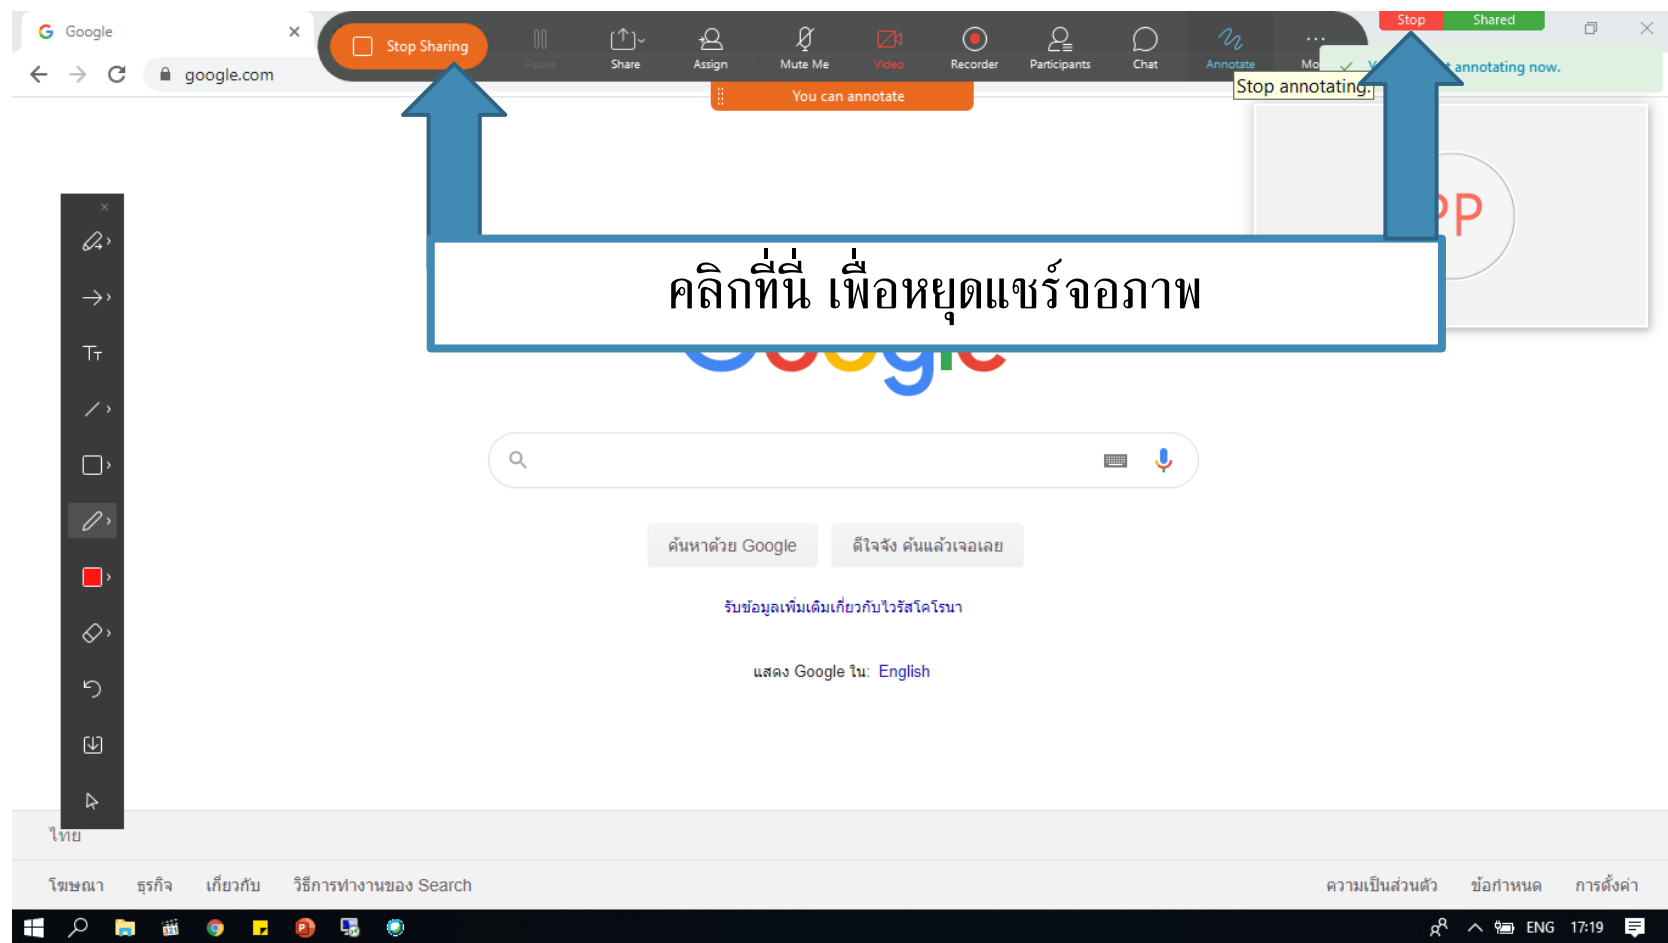 Google
Stop Sharing
Pause
Share
Assign
Mute Me
Video
Recorder
Participants
Chat
Annotate
Stop
Shared
annotating now.
google.com
Stop annotating.
You can annotate
PP
คลิกที่นี่ เพื่อหยุดแชร์จอภาพ
Google
ค้นหาด้วย Google
ดีใจจัง ค้นแล้วเจอเลย
รับข้อมูลเพิ่มเติมเกี่ยวกับไวรัสโคโรนา
แสดง Google ใน: English
ไทย
โฆษณา ธุรกิจ เกี่ยวกับ วิธีการทำงานของ Search
ความเป็นส่วนตัว ข้อกำหนด การตั้งค่า
ENG 17:19